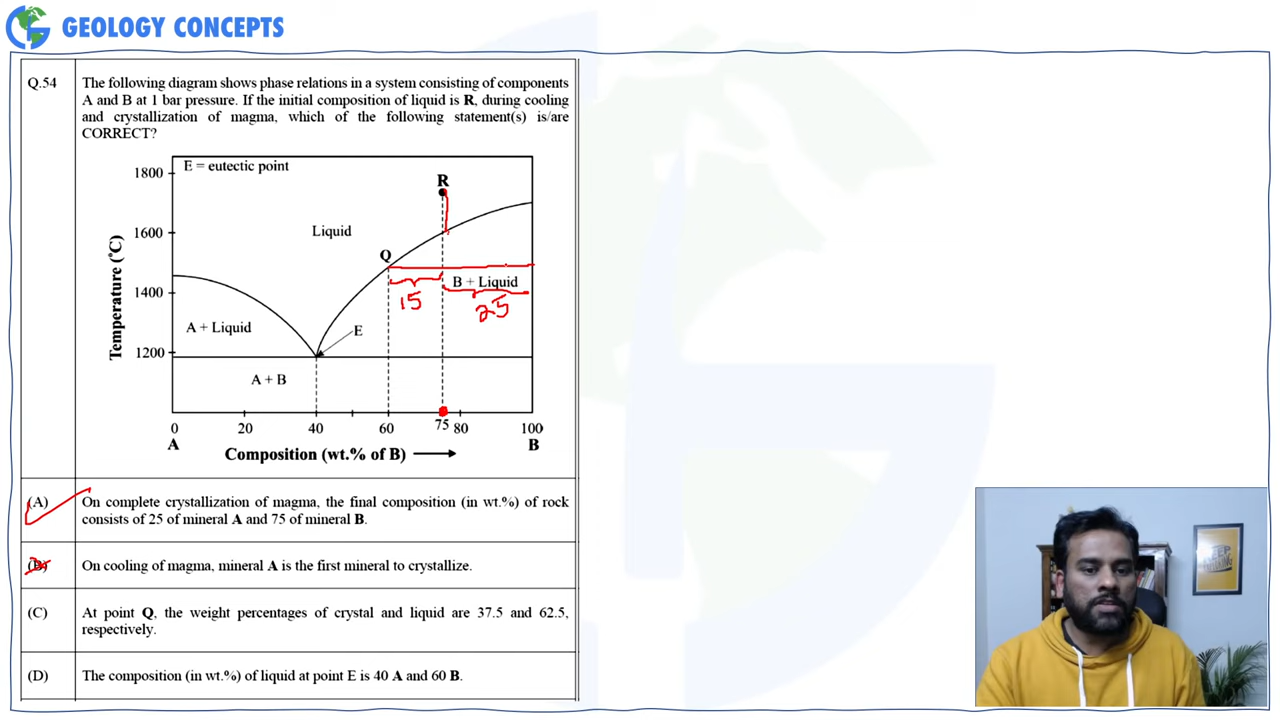 GEOLOGY CONCEPTS
Q.54
The following diagram shows phase relations in a system consisting of components
A and B at 1 bar pressure. If the initial composition of liquid is R, during cooling
and crystallization of magma, which of the following statement(s) is/are
CORRECT?
E = eutectic point
1800
R
Liquid
1600
Q
B + Liquid
1400
15
25
A + Liquid
E
1200
A + B
Temperature (°C)
0 20 40 60 75 80 100
A B
Composition (wt.% of B)
(A)
On complete crystallization of magma, the final composition (in wt.%) of rock
consists of 25 of mineral A and 75 of mineral B.
(B)
On cooling of magma, mineral A is the first mineral to crystallize.
(C)
At point Q, the weight percentages of crystal and liquid are 37.5 and 62.5,
respectively.
(D)
The composition (in wt.%) of liquid at point E is 40 A and 60 B.
KEEP